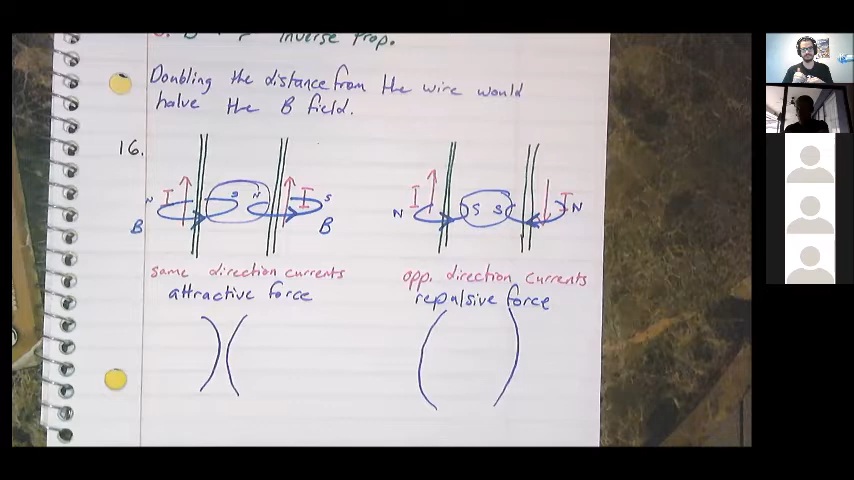 inverse prop.
Doubling the distance from the wire would
halve the B field.
16.
N I S N I S
B B
I I
N S S N
same direction currents
attractive force
opp. direction currents
repulsive force